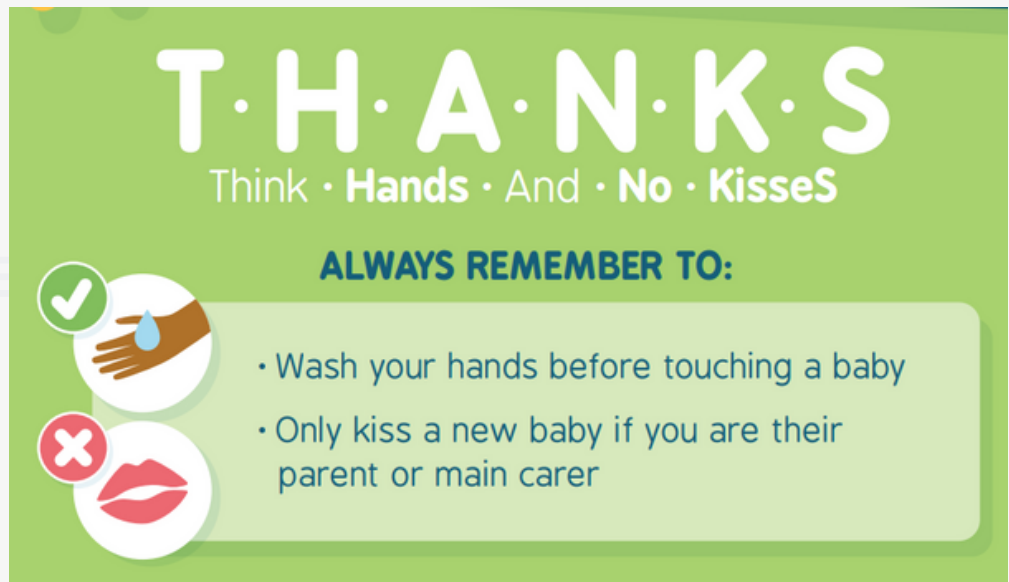 T·H·A·N·K·S
Think · Hands · And · No · KisseS
ALWAYS REMEMBER TO:
· Wash your hands before touching a baby
· Only kiss a new baby if you are their
parent or main carer